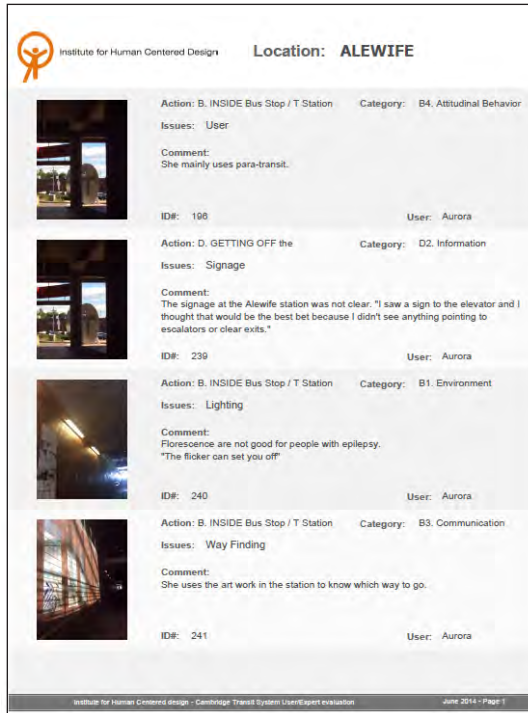 Institute for Human Centered Design
Location: ALEWIFE
Action: B. INSIDE Bus Stop / T Station Category: B4. Attitudinal Behavior
Issues: User
Comment:
She mainly uses para-transit.
ID#: 196 User: Aurora
Action: D. GETTING OFF the Category: D2. Information
Issues: Signage
Comment:
The signage at the Alewife station was not clear. "I saw a sign to the elevator and I
thought that would be the best bet because I didn't see anything pointing to
escalators or clear exits."
ID#: 239 User: Aurora
Action: B. INSIDE Bus Stop / T Station Category: B1. Environment
Issues: Lighting
Comment:
Florescence are not good for people with epilepsy.
"The flicker can set you off"
ID#: 240 User: Aurora
Action: B. INSIDE Bus Stop / T Station Category: B3. Communication
Issues: Way Finding
Comment:
She uses the art work in the station to know which way to go.
ID#: 241 User: Aurora
Institute for Human Centered design - Cambridge Transit System User/Expert evaluation June 2014 - Page 1